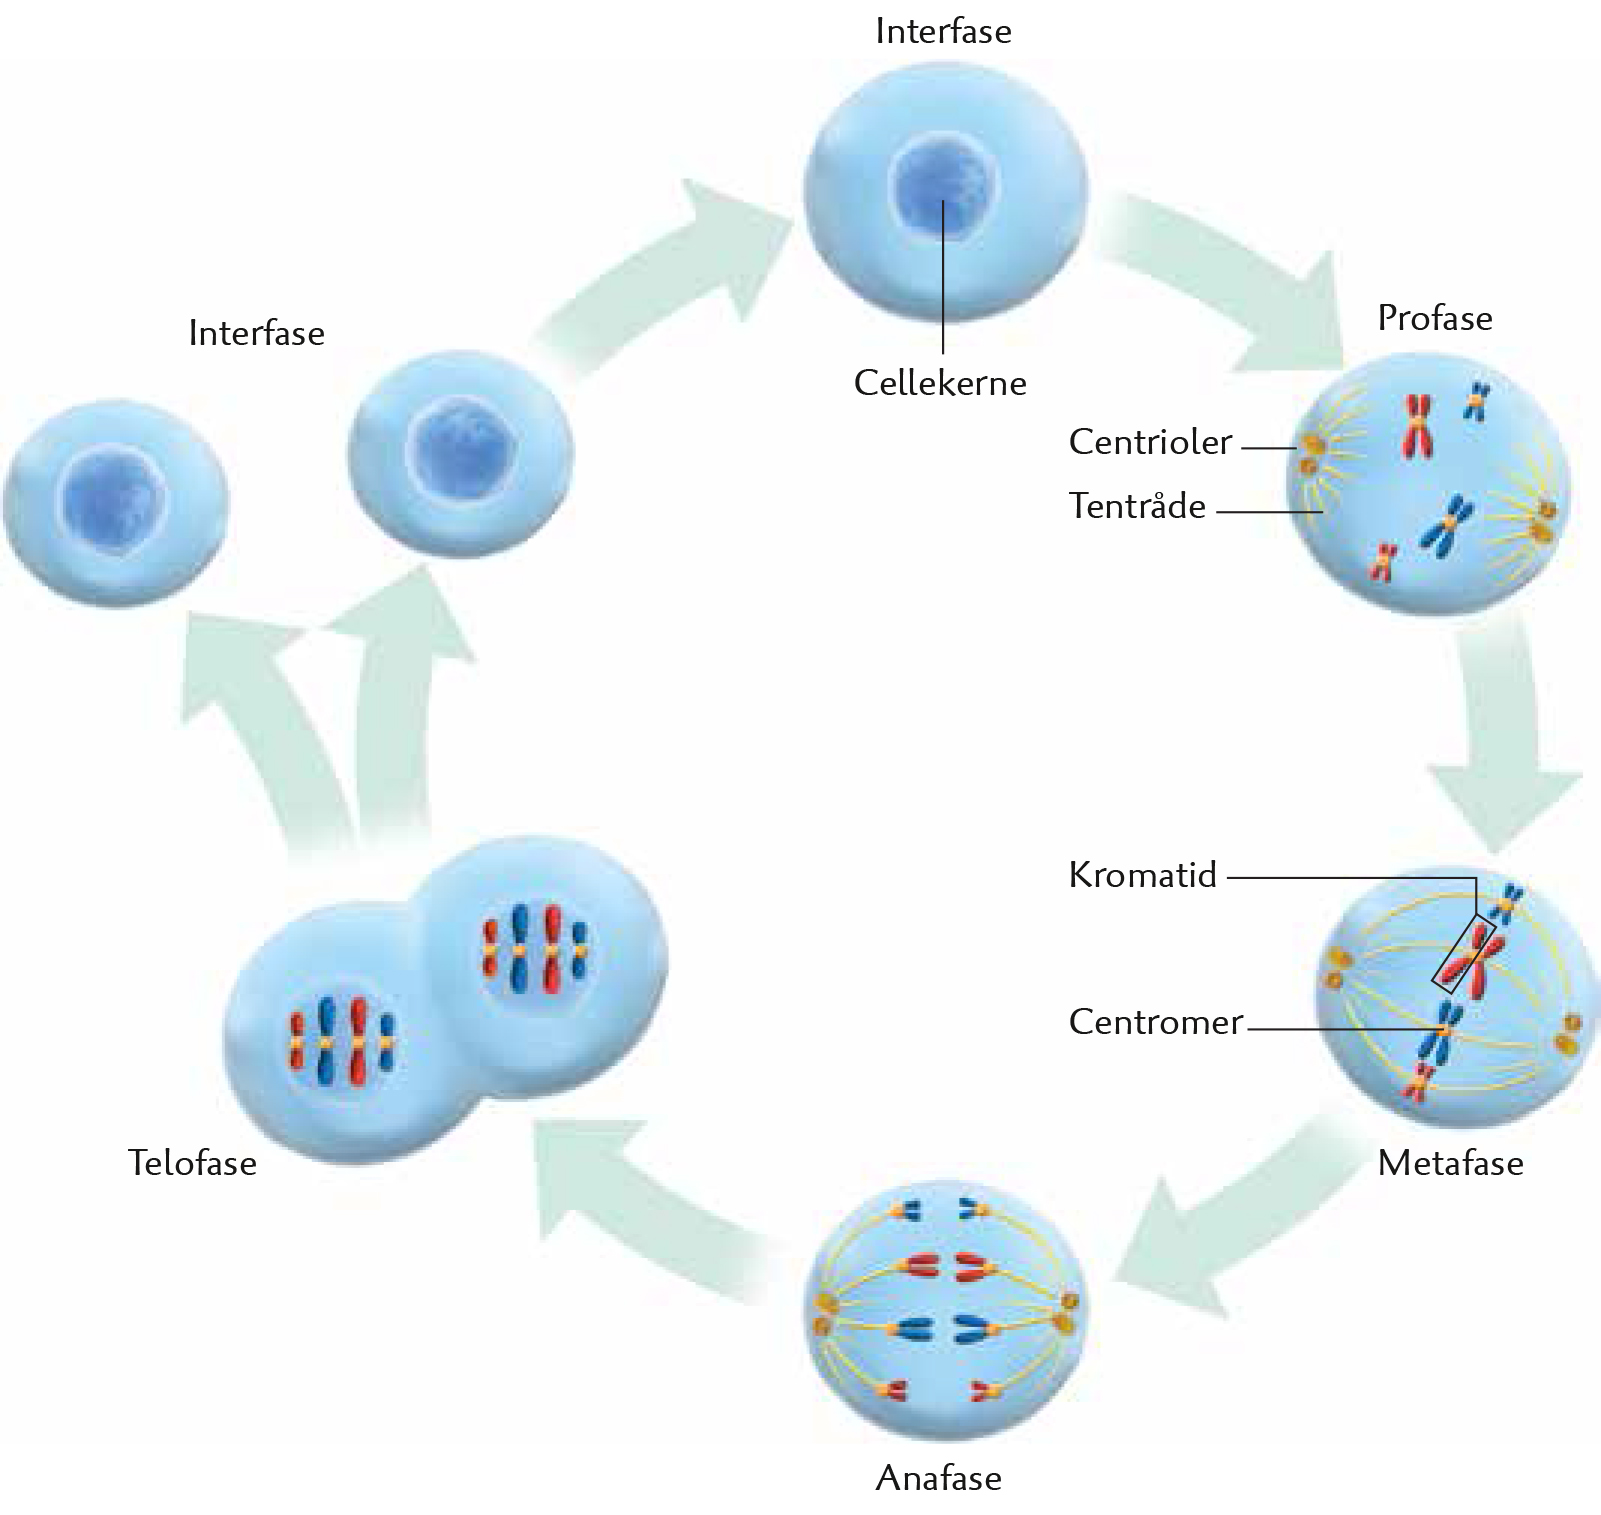 Interfase
Profase
Interfase
Cellekerne
Centrioler
Tentråde
Kromatid
Centromer
Telofase
Metafase
Anafase